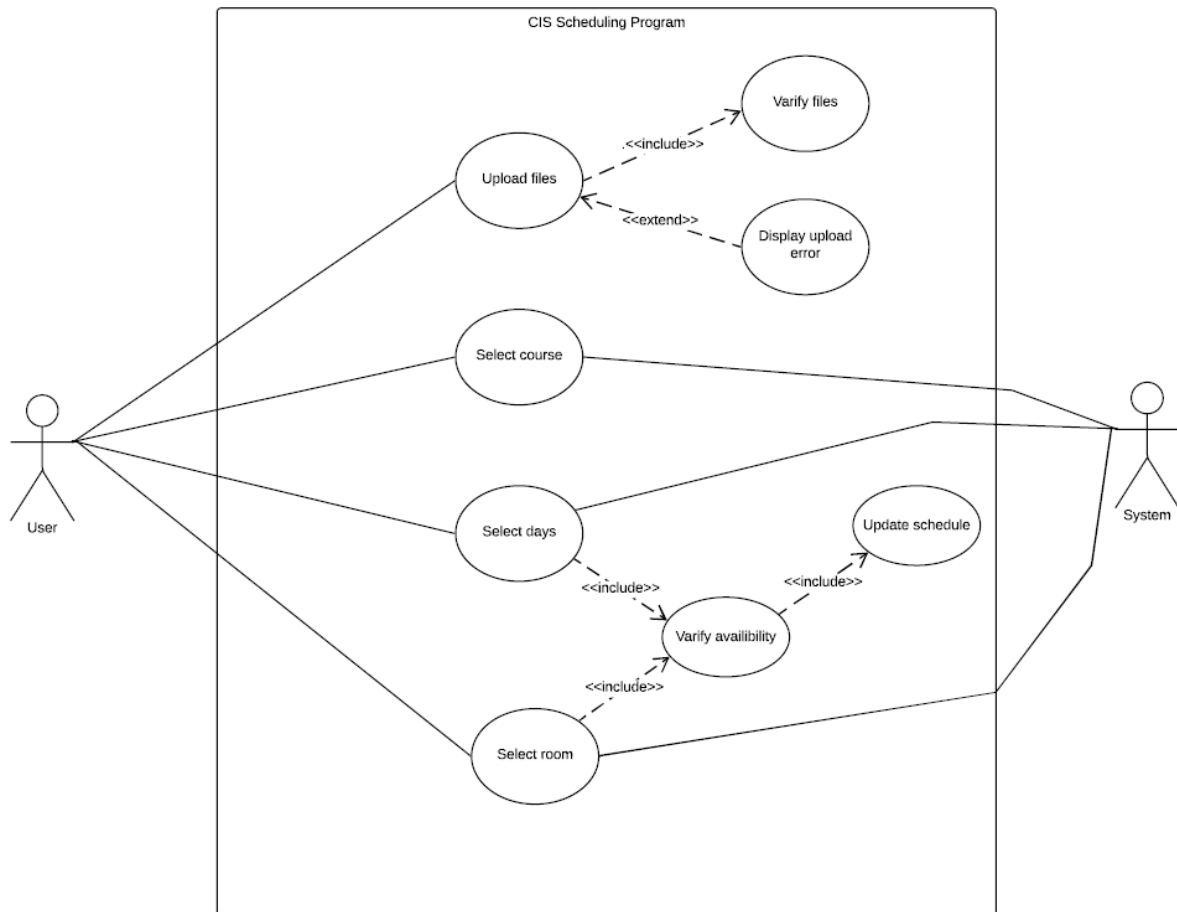 CIS Scheduling Program
Varify files
.<<include>>
Upload files
<<extend>>
Display upload
error
Select course
User
System
Select days
Update schedule
<<include>>
<<include>>
Varify availibility
<<include>>
Select room